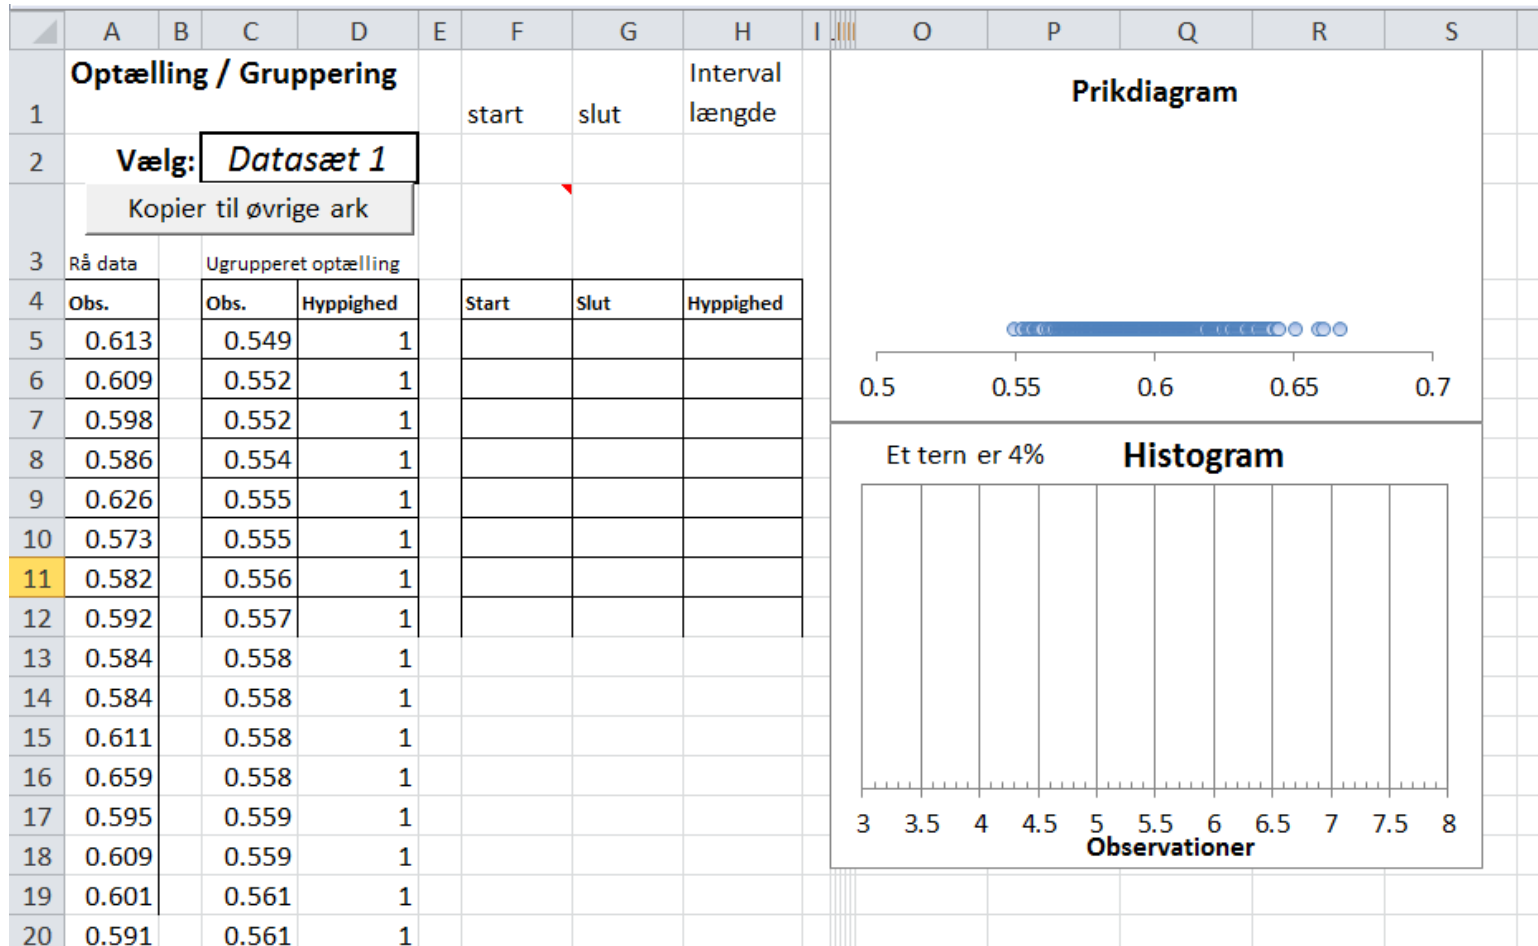 A B C D E F G H I O P Q R S
1 Optælling / Gruppering start slut Interval længde
2 Vælg: Datasæt 1
Kopier til øvrige ark
3 Rå data Ugrupperet optælling
4 Obs. Obs. Hyppighed Start Slut Hyppighed
5 0.613 0.549 1
6 0.609 0.552 1
7 0.598 0.552 1
8 0.586 0.554 1
9 0.626 0.555 1
10 0.573 0.555 1
11 0.582 0.556 1
12 0.592 0.557 1
13 0.584 0.558 1
14 0.584 0.558 1
15 0.611 0.558 1
16 0.659 0.558 1
17 0.595 0.559 1
18 0.609 0.559 1
19 0.601 0.561 1
20 0.591 0.561 1
Prikdiagram
0.5 0.55 0.6 0.65 0.7
Et tern er 4% Histogram
3 3.5 4 4.5 5 5.5 6 6.5 7 7.5 8
Observationer